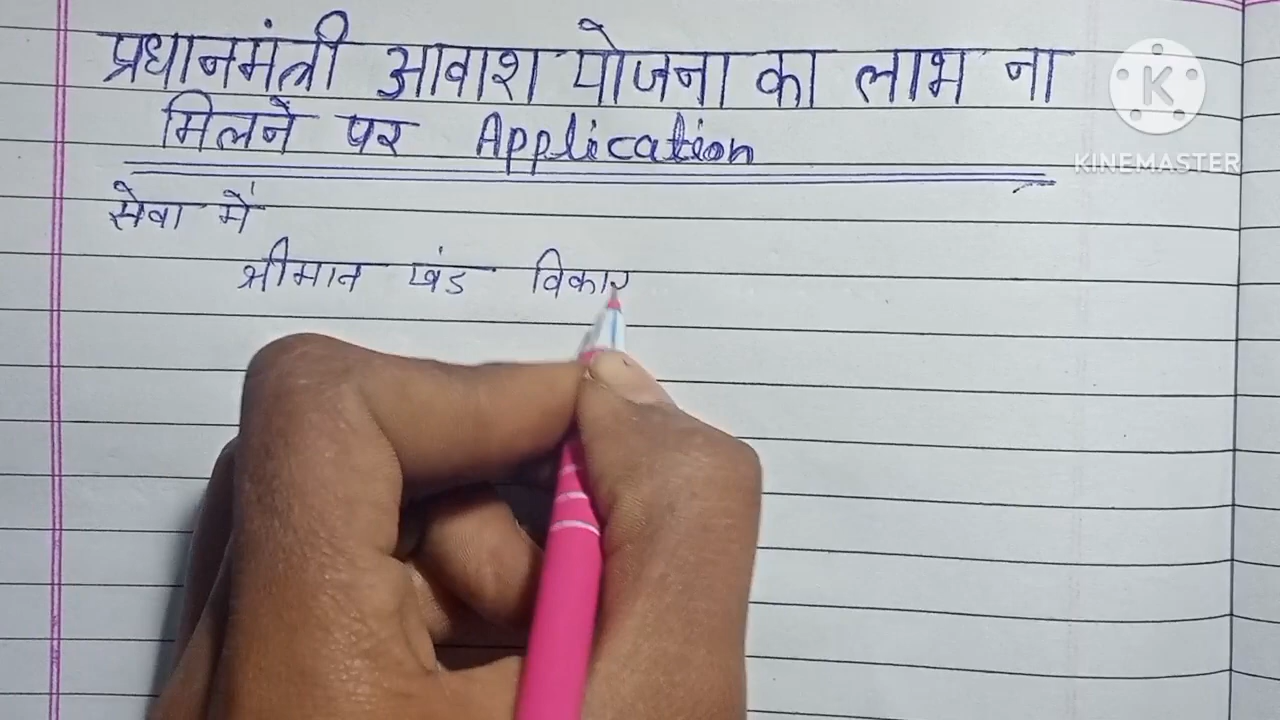 प्रधानमंत्री आवाश योजना का लाभ ना
मिलने पर Application
सेवा में
श्रीमान खंड विका
K
KINEMASTER